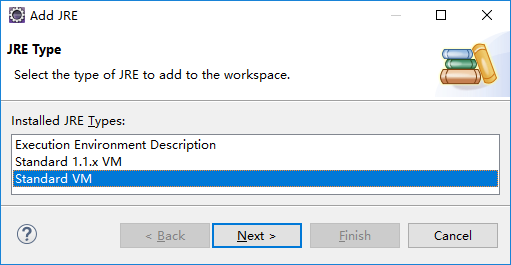 Add JRE
JRE Type
Select the type of JRE to add to the workspace.
Installed JRE Types:
Execution Environment Description
Standard 1.1.x VM
Standard VM
? < Back Next > Finish Cancel